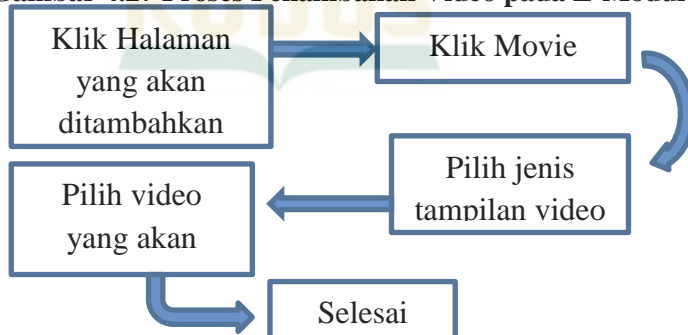 Klik Halaman
yang akan
ditambahkan
Klik Movie
Pilih jenis
tampilan video
Pilih video
yang akan
Selesai